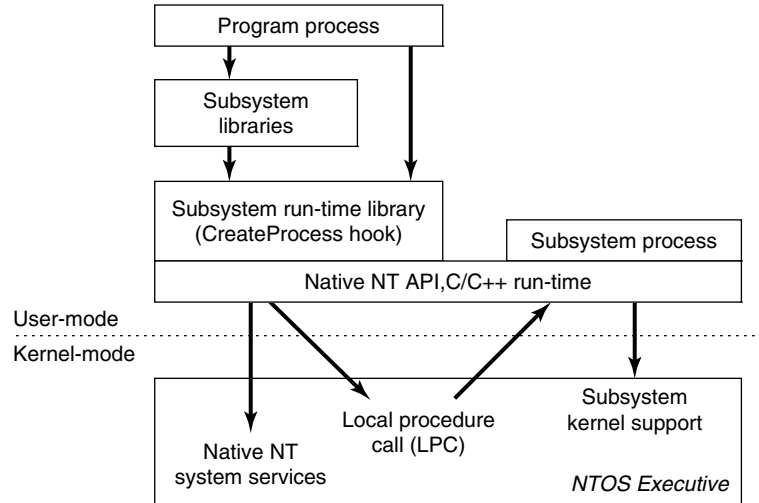 Program process
Subsystem
libraries
Subsystem run-time library
(CreateProcess hook)
Subsystem process
Native NT API,C/C++ run-time
User-mode
Kernel-mode
Subsystem
kernel support
Local procedure
call (LPC)
Native NT
system services
NTOS Executive